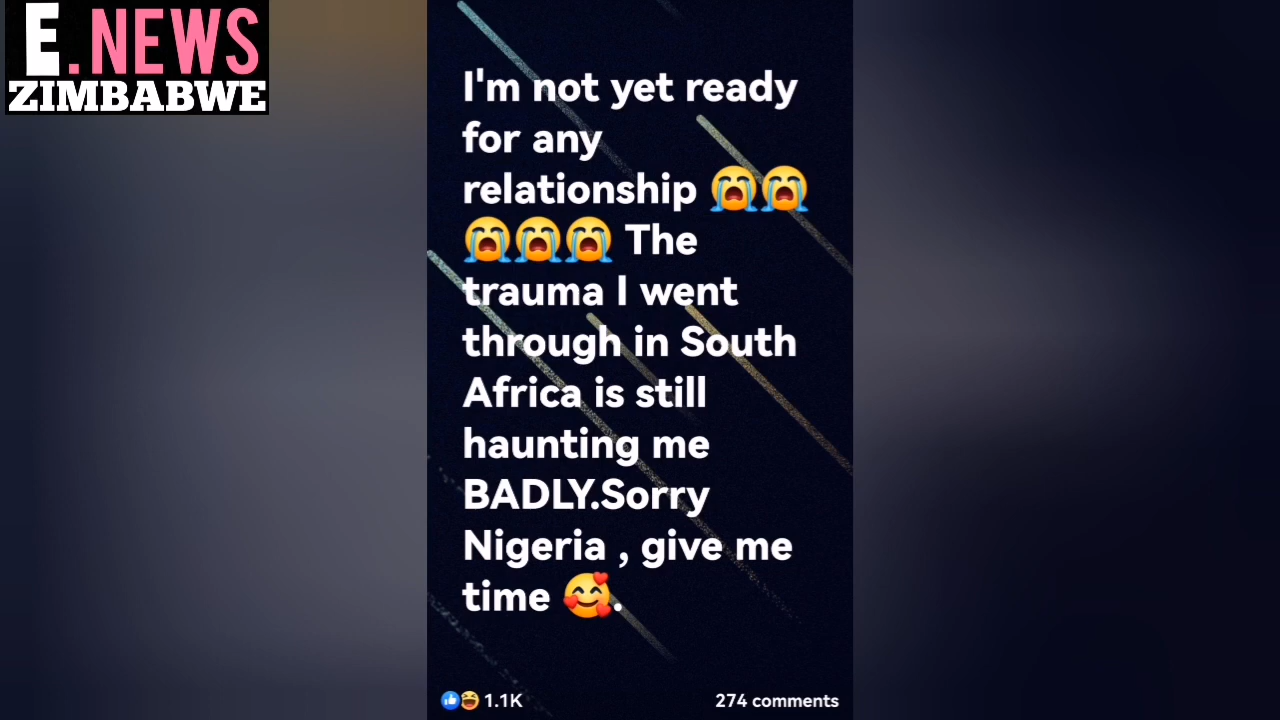 E.NEWS
ZIMBABWE
I'm not yet ready
for any
relationship 😭😭
😭😭😭 The
trauma I went
through in South
Africa is still
haunting me
BADLY.Sorry
Nigeria , give me
time 🥰.
1.1K
274 comments